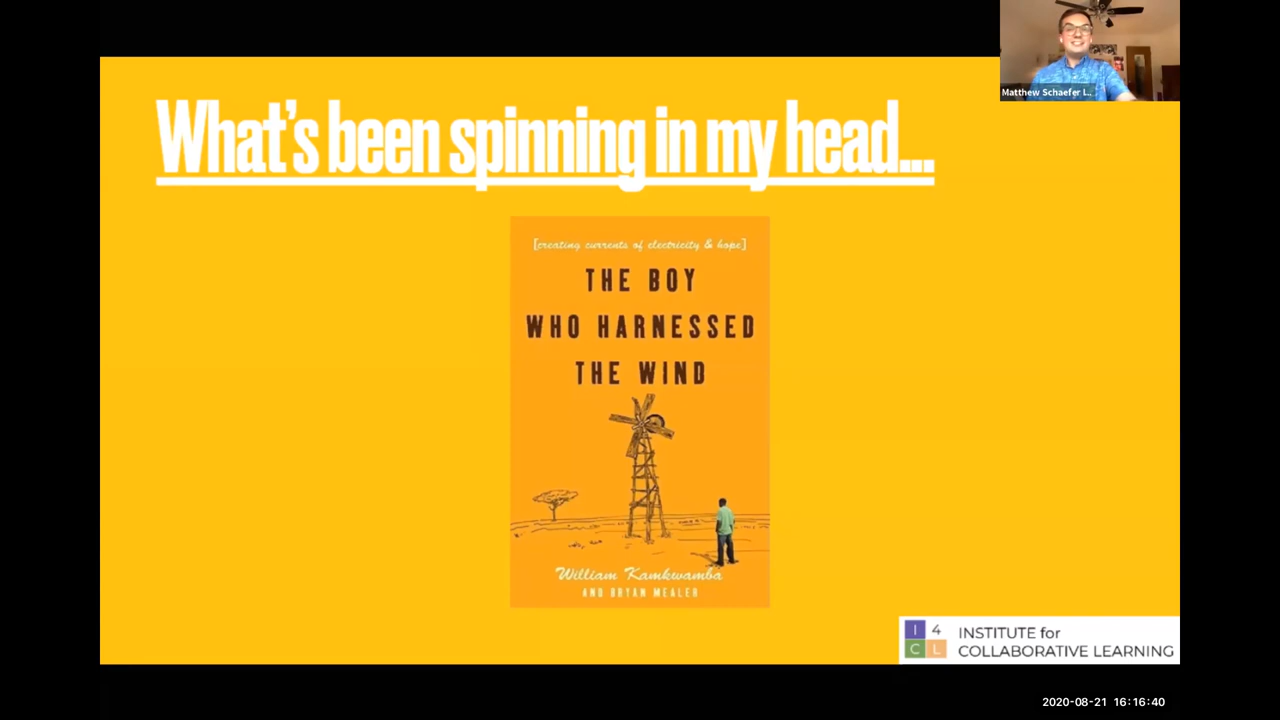 What's been spinning in my head...
Matthew Schaefer L...
[creating currents of electricity & hope]
THE BOY
WHO HARNESSED
THE WIND
William Kamkwamba
AND BRYAN MEALER
I 4
C L
INSTITUTE for
COLLABORATIVE LEARNING
2020-08-21 16:16:40